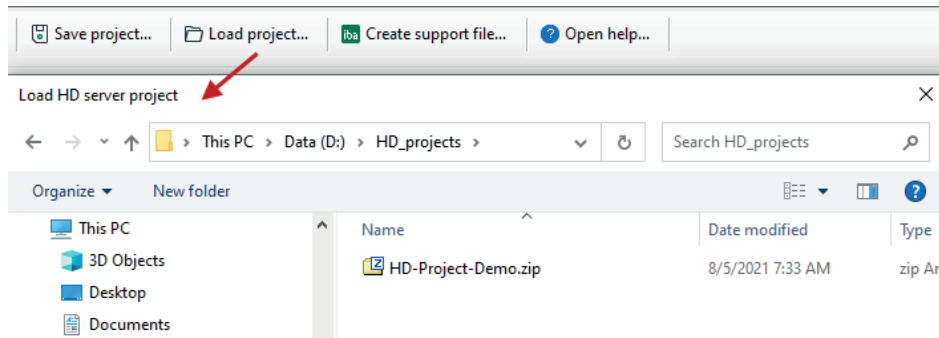 Save project... Load project... iba Create support file... ? Open help...
Load HD server project
This PC > Data (D:) > HD_projects > Search HD_projects
Organize New folder ?
This PC Name Date modified Type
3D Objects HD-Project-Demo.zip 8/5/2021 7:33 AM zip Ar
Desktop
Documents